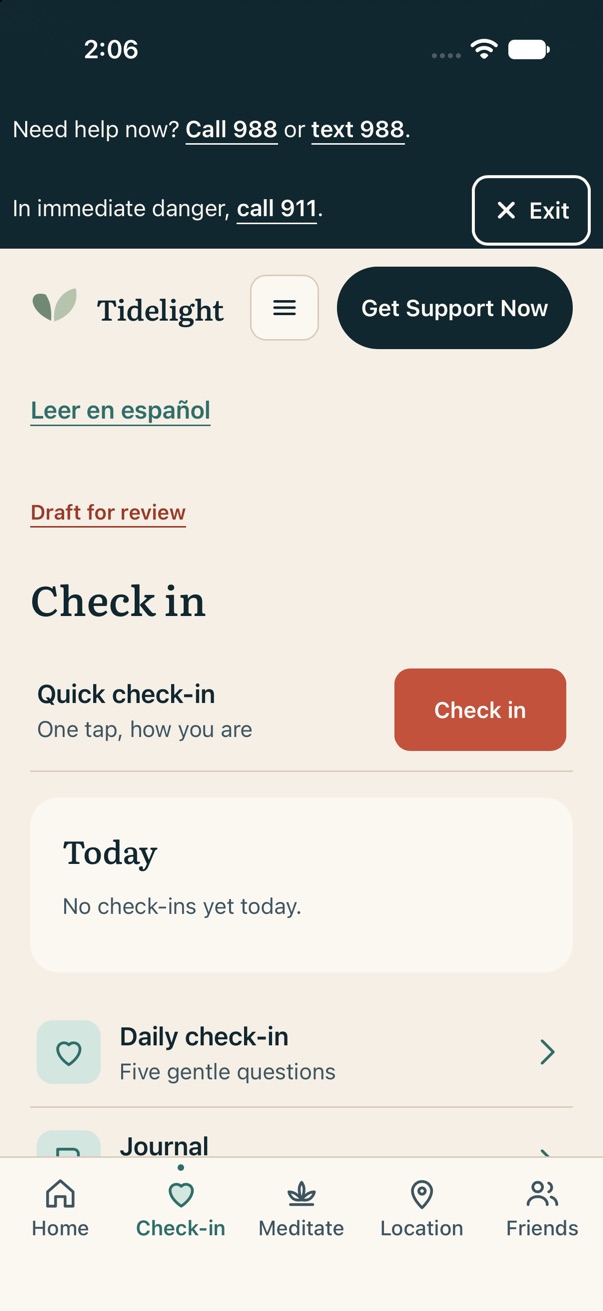 2:06
Need help now? Call 988 or text 988.
In immediate danger, call 911.
Exit
Tidelight
Get Support Now
Leer en español
Draft for review
Check in
Quick check-in
One tap, how you are
Check in
Today
No check-ins yet today.
Daily check-in
Five gentle questions
Journal
Home
Check-in
Meditate
Location
Friends